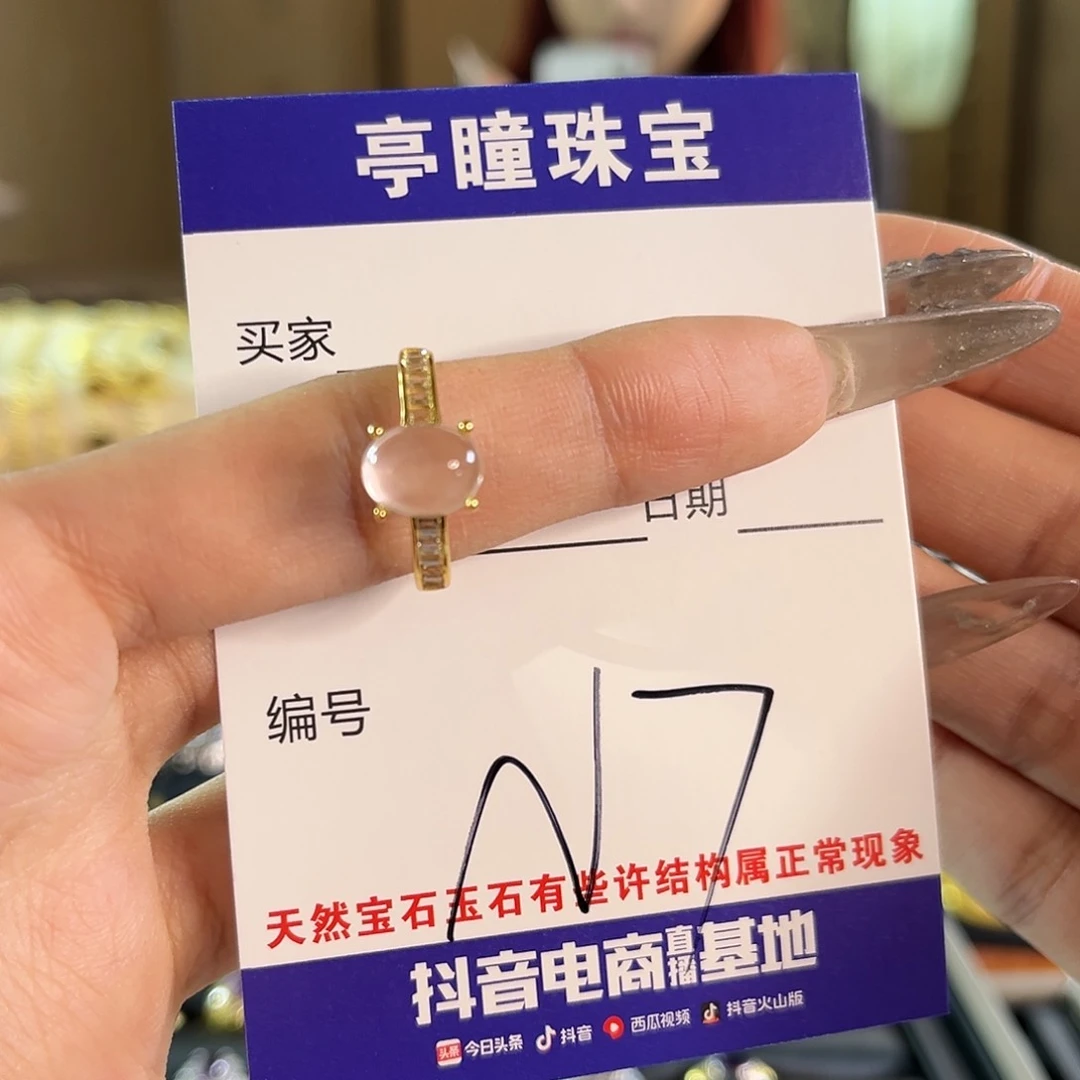 亭瞳珠宝
买家
日期
编号
N7
天然宝石玉石有些许结构属正常现象
抖音电商直播基地
头条 今日头条 抖音 西瓜视频 抖音火山版